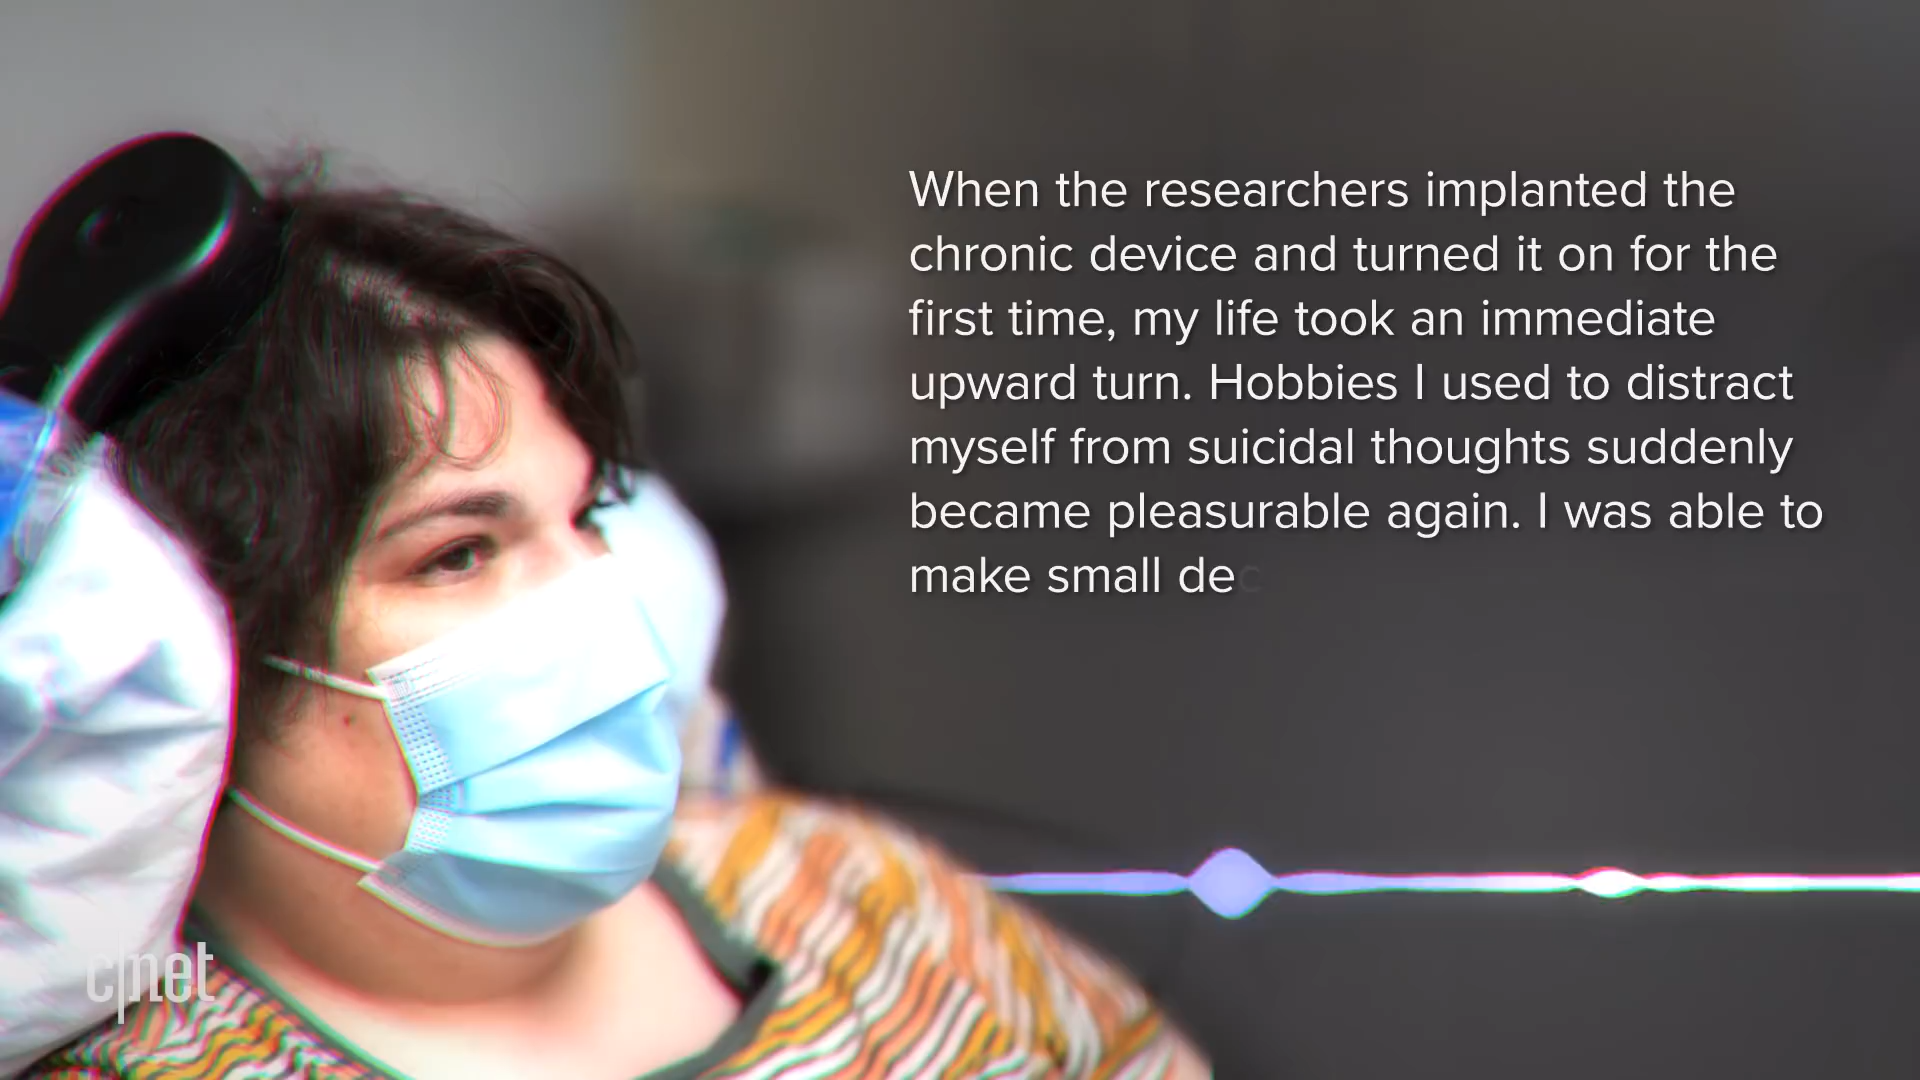 When the researchers implanted the
chronic device and turned it on for the
first time, my life took an immediate
upward turn. Hobbies I used to distract
myself from suicidal thoughts suddenly
became pleasurable again. I was able to
make small dec
c|net